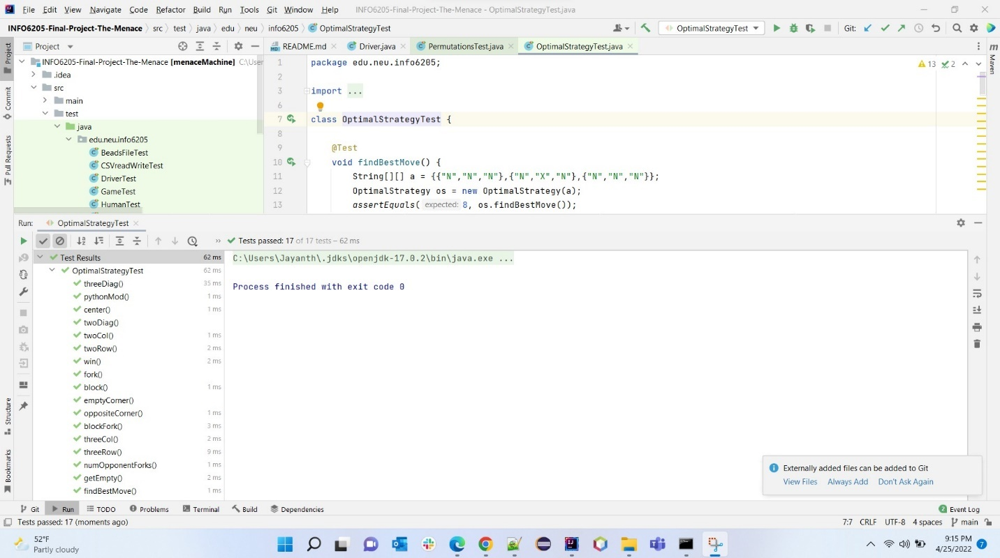 File Edit View Navigate Code Refactor Build Run Tools Git Window Help INFO6205-Final-Project-The-Menace - OptimalStrategyTest.java
INFO6205-Final-Project-The-Menace › src › test › java › edu › neu › info6205 › OptimalStrategyTest OptimalStrategyTest Git:
Project README.md Driver.java PermutationsTest.java OptimalStrategyTest.java
INFO6205-Final-Project-The-Menace [menaceMachine] C:\User
.idea
src
main
test
java
edu.neu.info6205
BeadsFileTest
CSVreadWriteTest
DriverTest
GameTest
HumanTest
1 package edu.neu.info6205;
2
3 import ...
6
7 class OptimalStrategyTest {
8
9 @Test
10 void findBestMove() {
11 String[][] a = {{"N","N","N"},{"N","X","N"},{"N","N","N"}};
12 OptimalStrategy os = new OptimalStrategy(a);
13 assertEquals( expected: 8, os.findBestMove());
13 2
Project
Commit
Pull Requests
Structure
Bookmarks
m
Maven
Run: OptimalStrategyTest
» Tests passed: 17 of 17 tests – 62 ms
Test Results 62 ms
OptimalStrategyTest 62 ms
threeDiag() 35 ms
pythonMod() 1 ms
center() 1 ms
twoDiag()
twoCol() 1 ms
twoRow() 2 ms
win() 2 ms
fork()
block() 1 ms
emptyCorner()
oppositeCorner() 1 ms
blockFork() 3 ms
threeCol() 2 ms
threeRow() 9 ms
numOpponentForks() 1 ms
getEmpty() 2 ms
findBestMove() 1 ms
C:\Users\Jayanth\.jdks\openjdk-17.0.2\bin\java.exe ...
Process finished with exit code 0
Externally added files can be added to Git
View Files Always Add Don't Ask Again
Git Run TODO Problems Terminal Build Dependencies 2 Event Log
Tests passed: 17 (moments ago) 7:7 CRLF UTF-8 4 spaces main
52°F
Partly cloudy
9:15 PM
4/25/2022 7